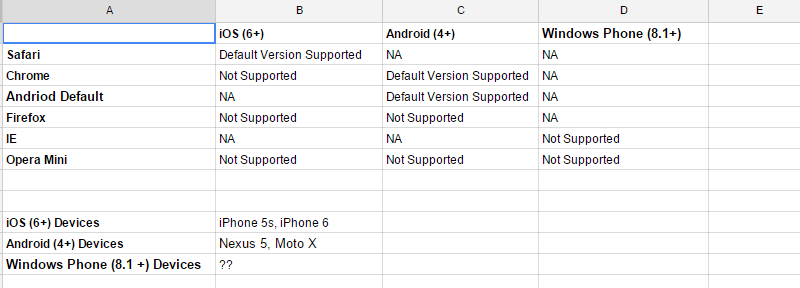 A B C D E
iOS (6+) Android (4+) Windows Phone (8.1+)
Safari Default Version Supported NA NA
Chrome Not Supported Default Version Supported NA
Andriod Default NA Default Version Supported NA
Firefox Not Supported Not Supported NA
IE NA NA Not Supported
Opera Mini Not Supported Not Supported Not Supported
iOS (6+) Devices iPhone 5s, iPhone 6
Android (4+) Devices Nexus 5, Moto X
Windows Phone (8.1 +) Devices ??